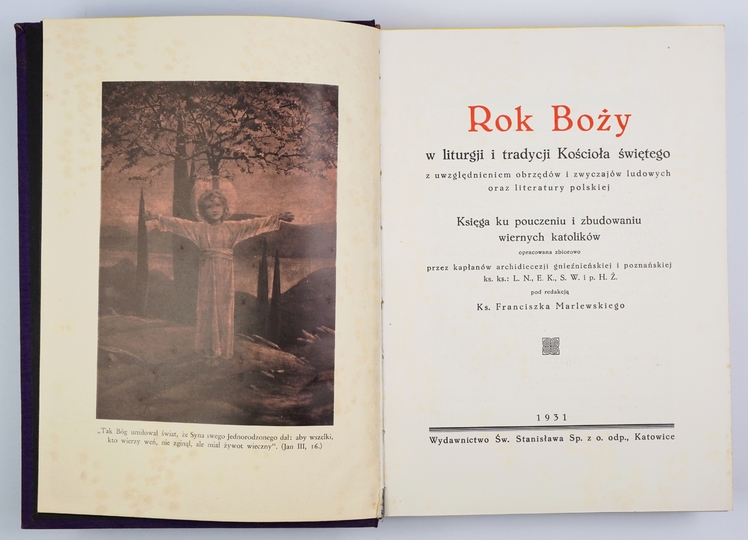 „Tak Bóg umiłował świat, że Syna swego Jednorodzonego dał: aby wszelki,
kto wierzy weń, nie zginął, ale miał żywot wieczny". (Jan III, 16.)
Rok Boży
w liturgji i tradycji Kościoła świętego
z uwzględnieniem obrzędów i zwyczajów ludowych
oraz literatury polskiej
Księga ku pouczeniu i zbudowaniu
wiernych katolików
opracowana zbiorowo
przez kapłanów archidiecezji gnieźnieńskiej i poznańskiej
ks. ks.: L. N., E. K., S. W. i p. H. Ż.
pod redakcją
Ks. Franciszka Marlewskiego
1931
Wydawnictwo Św. Stanisława Sp. z o. odp., Katowice